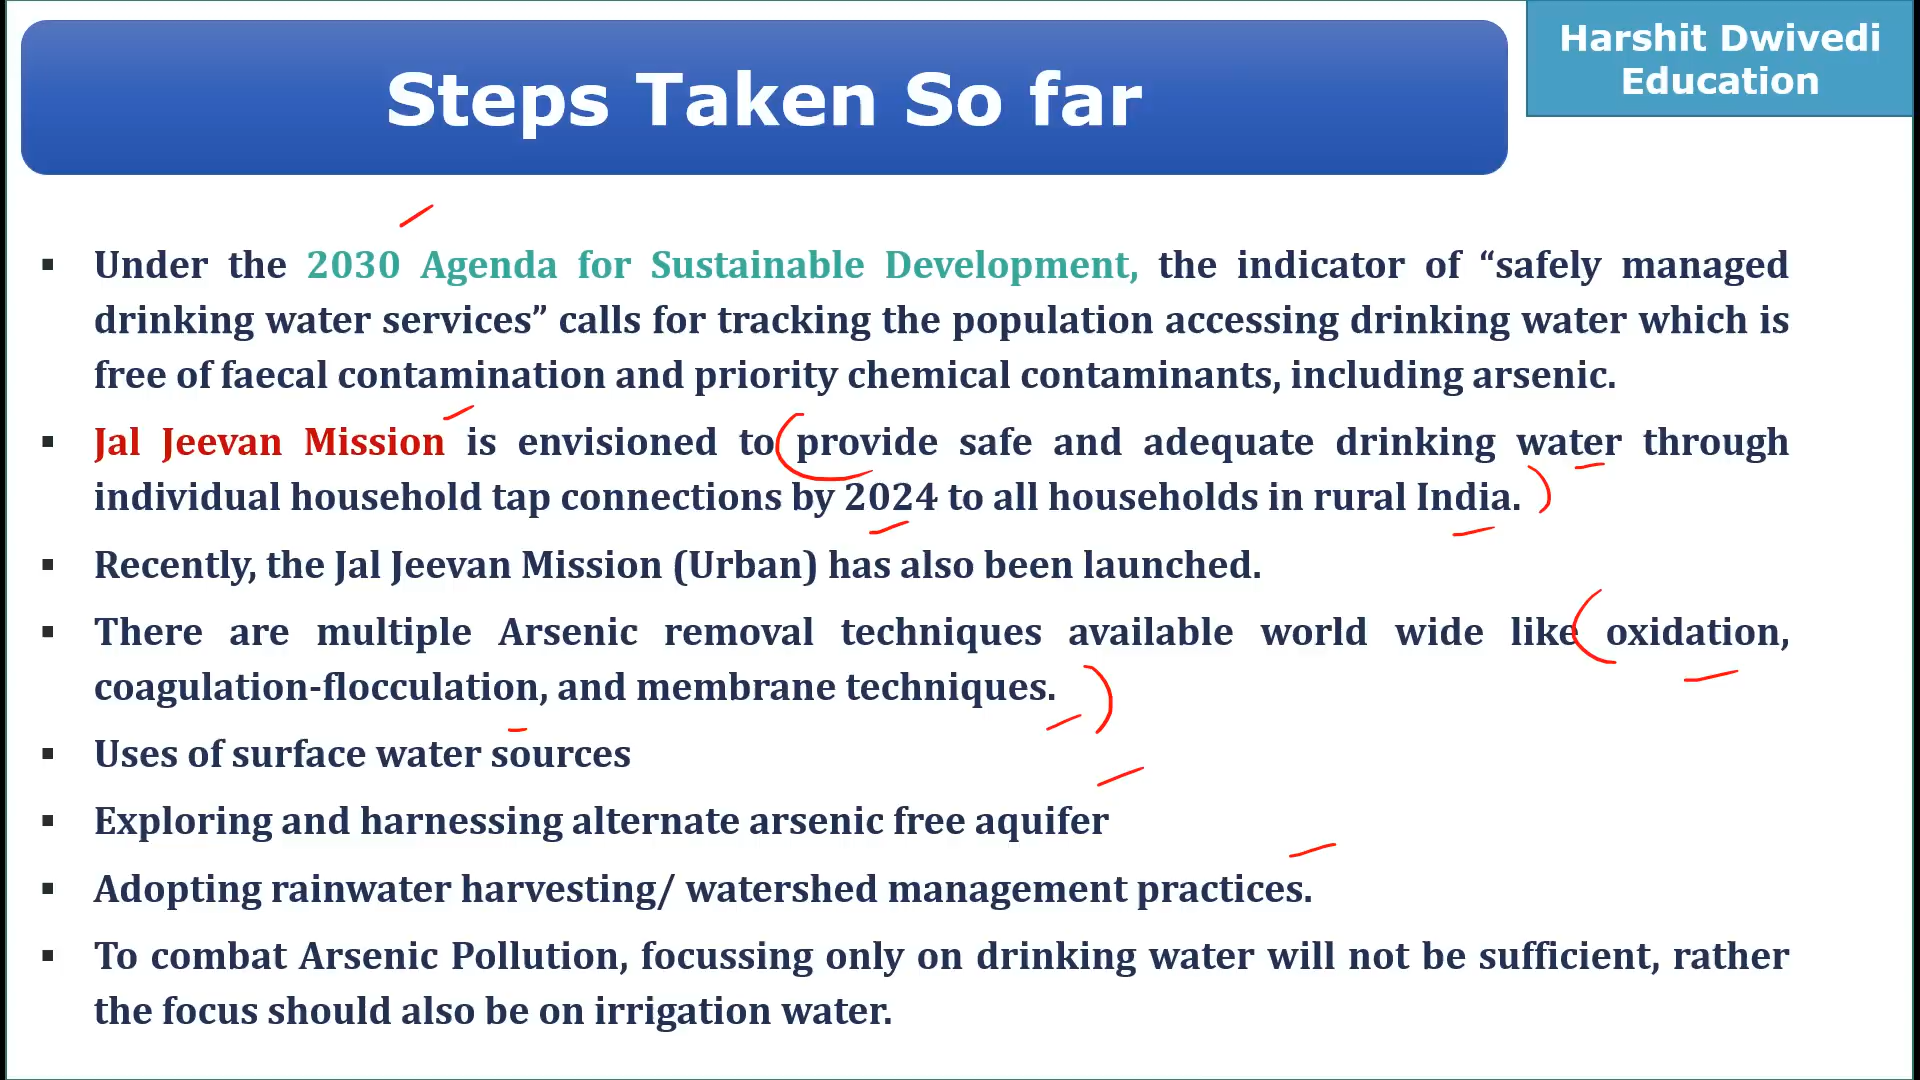 Steps Taken So far
Harshit Dwivedi
Education
▪ Under the 2030 Agenda for Sustainable Development, the indicator of “safely managed
drinking water services” calls for tracking the population accessing drinking water which is
free of faecal contamination and priority chemical contaminants, including arsenic.
▪ Jal Jeevan Mission is envisioned to provide safe and adequate drinking water through
individual household tap connections by 2024 to all households in rural India.
▪ Recently, the Jal Jeevan Mission (Urban) has also been launched.
▪ There are multiple Arsenic removal techniques available world wide like oxidation,
coagulation-flocculation, and membrane techniques.
▪ Uses of surface water sources
▪ Exploring and harnessing alternate arsenic free aquifer
▪ Adopting rainwater harvesting/ watershed management practices.
▪ To combat Arsenic Pollution, focussing only on drinking water will not be sufficient, rather
the focus should also be on irrigation water.